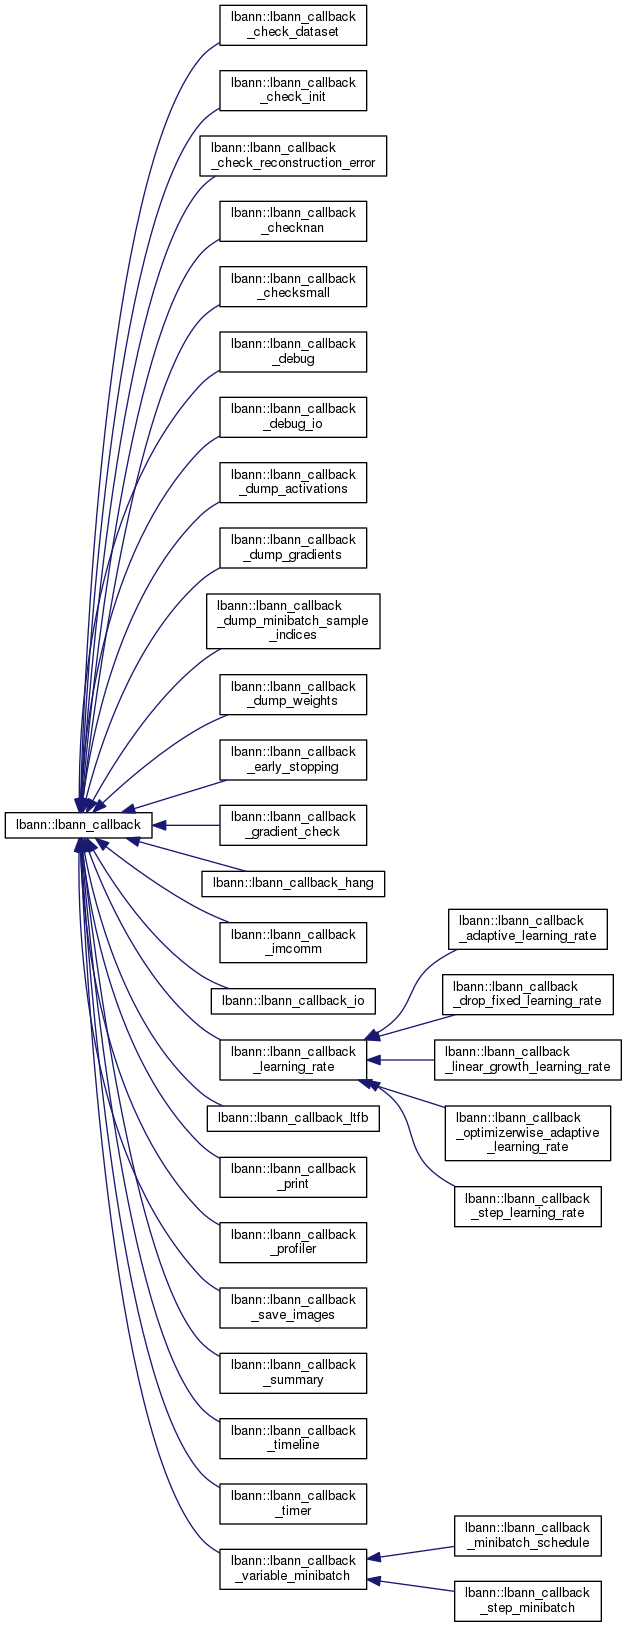 lbann::lbann_callback
_check_dataset
lbann::lbann_callback
_check_init
lbann::lbann_callback
_check_reconstruction_error
lbann::lbann_callback
_checknan
lbann::lbann_callback
_checksmall
lbann::lbann_callback
_debug
lbann::lbann_callback
_debug_io
lbann::lbann_callback
_dump_activations
lbann::lbann_callback
_dump_gradients
lbann::lbann_callback
_dump_minibatch_sample
_indices
lbann::lbann_callback
_dump_weights
lbann::lbann_callback
_early_stopping
lbann::lbann_callback
lbann::lbann_callback
_gradient_check
lbann::lbann_callback_hang
lbann::lbann_callback
_imcomm
lbann::lbann_callback_io
lbann::lbann_callback
_learning_rate
lbann::lbann_callback
_adaptive_learning_rate
lbann::lbann_callback
_drop_fixed_learning_rate
lbann::lbann_callback
_linear_growth_learning_rate
lbann::lbann_callback
_optimizerwise_adaptive
_learning_rate
lbann::lbann_callback
_step_learning_rate
lbann::lbann_callback_ltfb
lbann::lbann_callback
_print
lbann::lbann_callback
_profiler
lbann::lbann_callback
_save_images
lbann::lbann_callback
_summary
lbann::lbann_callback
_timeline
lbann::lbann_callback
_timer
lbann::lbann_callback
_variable_minibatch
lbann::lbann_callback
_minibatch_schedule
lbann::lbann_callback
_step_minibatch